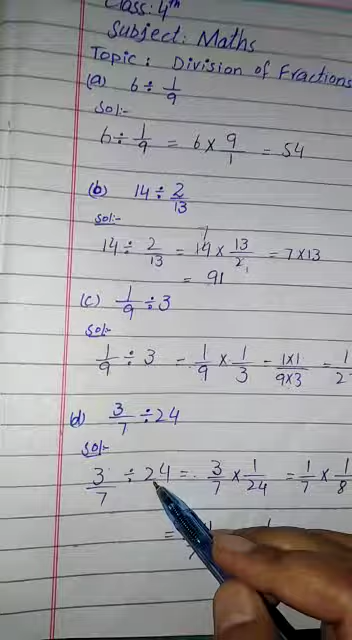 Class: 4th
Subject: Maths
Topic: Division of Fractions
(a) 6 ÷ 1/9
Sol:-
6 ÷ 1/9 = 6 × 9/1 = 54
(b) 14 ÷ 2/13
Sol:-
14 ÷ 2/13 = 14 × 13/2 = 7 × 13
= 91
(c) 1/9 ÷ 3
Sol:-
1/9 ÷ 3 = 1/9 × 1/3 = 1×1/9×3 =
(d) 3/7 ÷ 24
Sol:-
3/7 ÷ 24 = 3/7 × 1/24 = 1/7 × 1/8
=